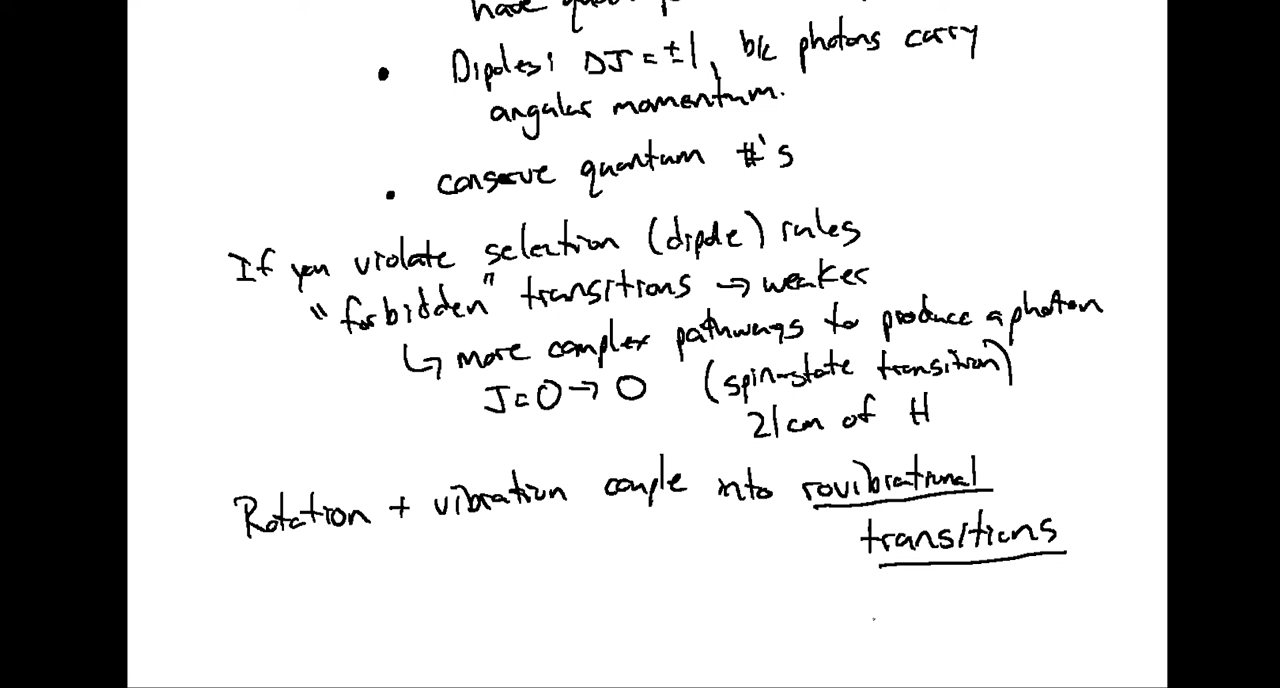 have
• Dipoles: ΔJ = ±1, b/c photons carry
angular momentum.
• conserve quantum #'s
If you violate selection (dipole) rules
"forbidden" transitions → weaker
↳ more complex pathways to produce a photon
J=0→0 (spin-state transition)
21cm of H
Rotation + vibration couple into rovibrational
transitions